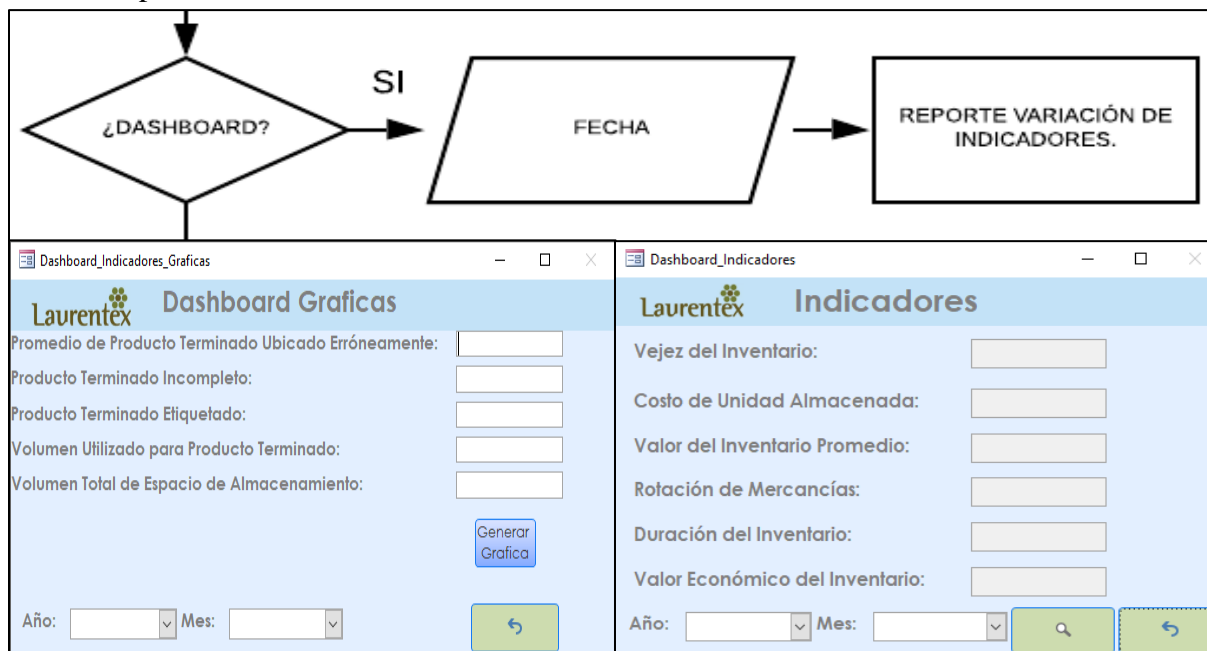 SI
¿DASHBOARD?
FECHA
REPORTE VARIACIÓN DE
INDICADORES.
Dashboard_Indicadores_Graficas
Laurentex
Dashboard Graficas
Promedio de Producto Terminado Ubicado Erróneamente:
Producto Terminado Incompleto:
Producto Terminado Etiquetado:
Volumen Utilizado para Producto Terminado:
Volumen Total de Espacio de Almacenamiento:
Generar
Grafica
Año:
Mes:
Dashboard_Indicadores
Laurentex
Indicadores
Vejez del Inventario:
Costo de Unidad Almacenada:
Valor del Inventario Promedio:
Rotación de Mercancías:
Duración del Inventario:
Valor Económico del Inventario:
Año:
Mes: